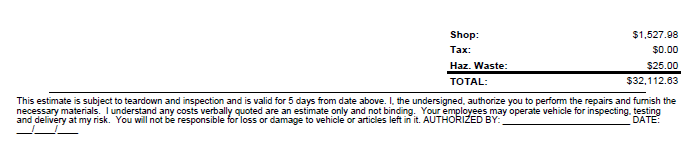 Shop: $1,527.98
Tax: $0.00
Haz. Waste: $25.00
TOTAL: $32,112.63
This estimate is subject to teardown and inspection and is valid for 5 days from date above. I, the undersigned, authorize you to perform the repairs and furnish the
necessary materials. I understand any costs verbally quoted are an estimate only and not binding. Your employees may operate vehicle for inspecting, testing
and delivery at my risk. You will not be responsible for loss or damage to vehicle or articles left in it. AUTHORIZED BY: ______________________ DATE:
___/___/___